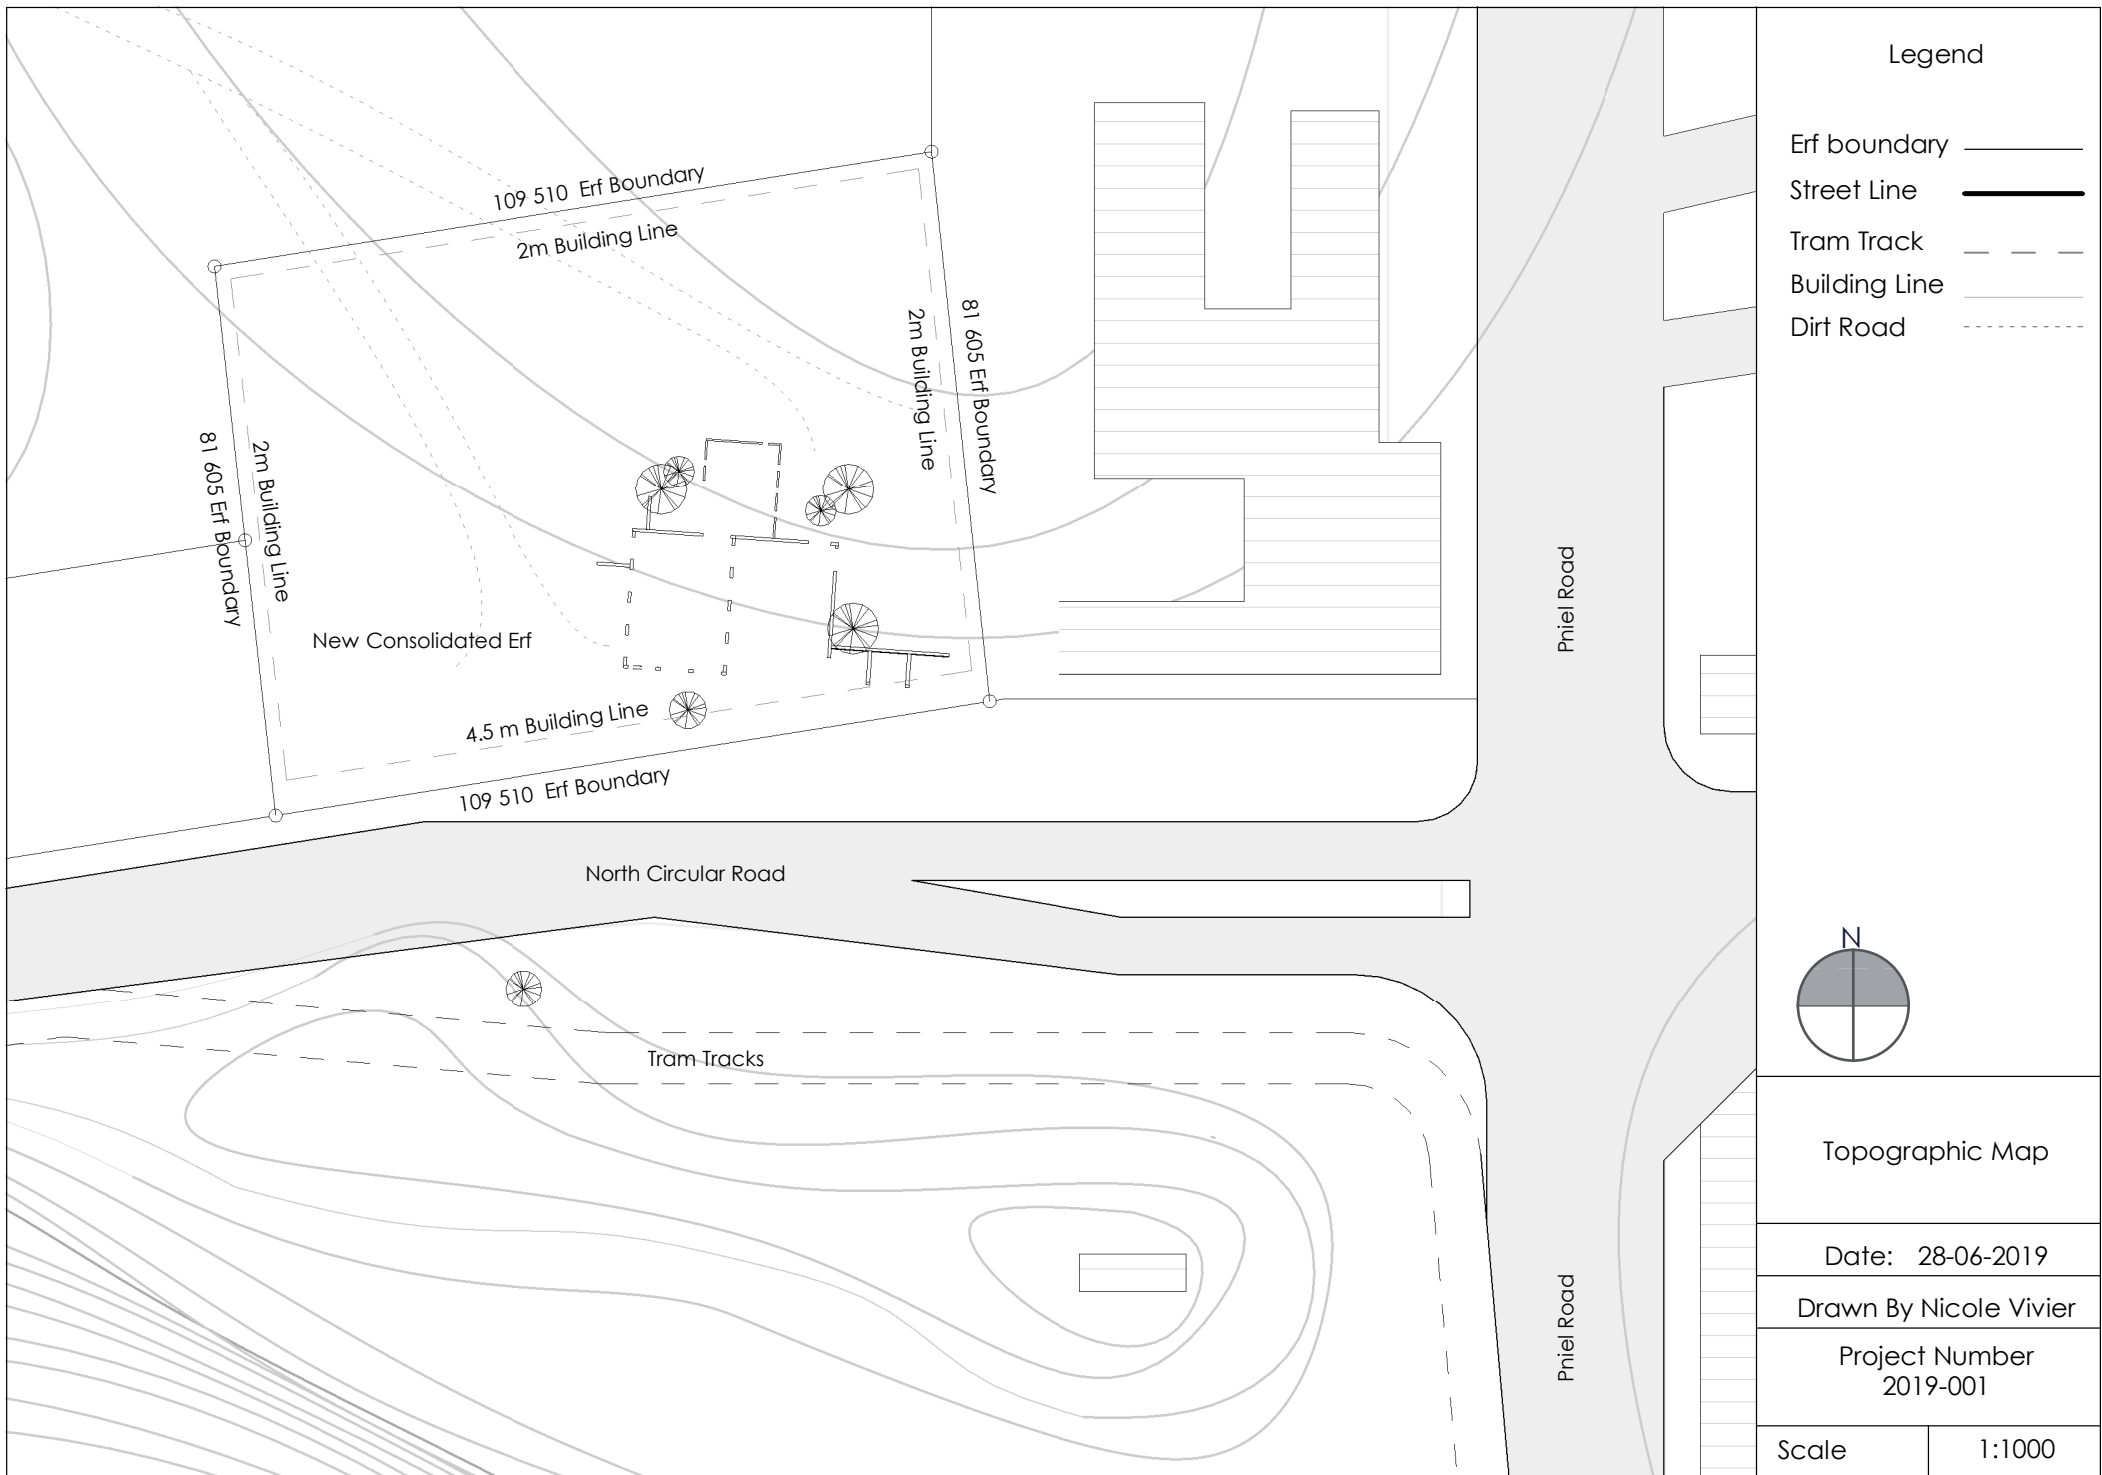 109 510 Erf Boundary
2m Building Line
2m Building Line
81 605 Erf Boundary
81 605 Erf Boundary
2m Building Line
New Consolidated Erf
4.5 m Building Line
109 510 Erf Boundary
North Circular Road
Tram Tracks
Pniel Road
Pniel Road
Legend
Erf boundary
Street Line
Tram Track
Building Line
Dirt Road
N
Topographic Map
Date: 28-06-2019
Drawn By Nicole Vivier
Project Number
2019-001
Scale 1:1000